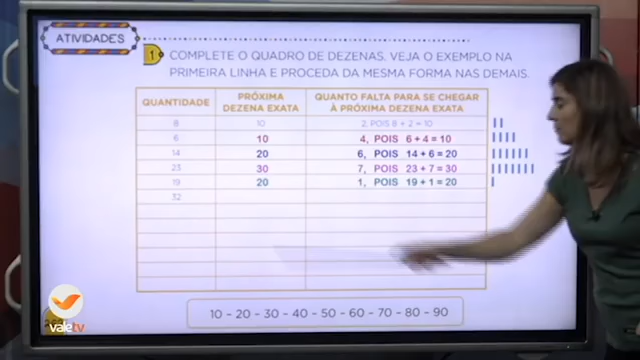 ATIVIDADES
1 COMPLETE O QUADRO DE DEZENAS. VEJA O EXEMPLO NA
PRIMEIRA LINHA E PROCEDA DA MESMA FORMA NAS DEMAIS.
QUANTIDADE PRÓXIMA DEZENA EXATA QUANTO FALTA PARA SE CHEGAR À PRÓXIMA DEZENA EXATA
8 10 2, POIS 8 + 2 = 10
6 10 4, POIS 6 + 4 = 10
14 20 6, POIS 14 + 6 = 20
23 30 7, POIS 23 + 7 = 30
19 20 1, POIS 19 + 1 = 20
32
10 - 20 - 30 - 40 - 50 - 60 - 70 - 80 - 90
valetv